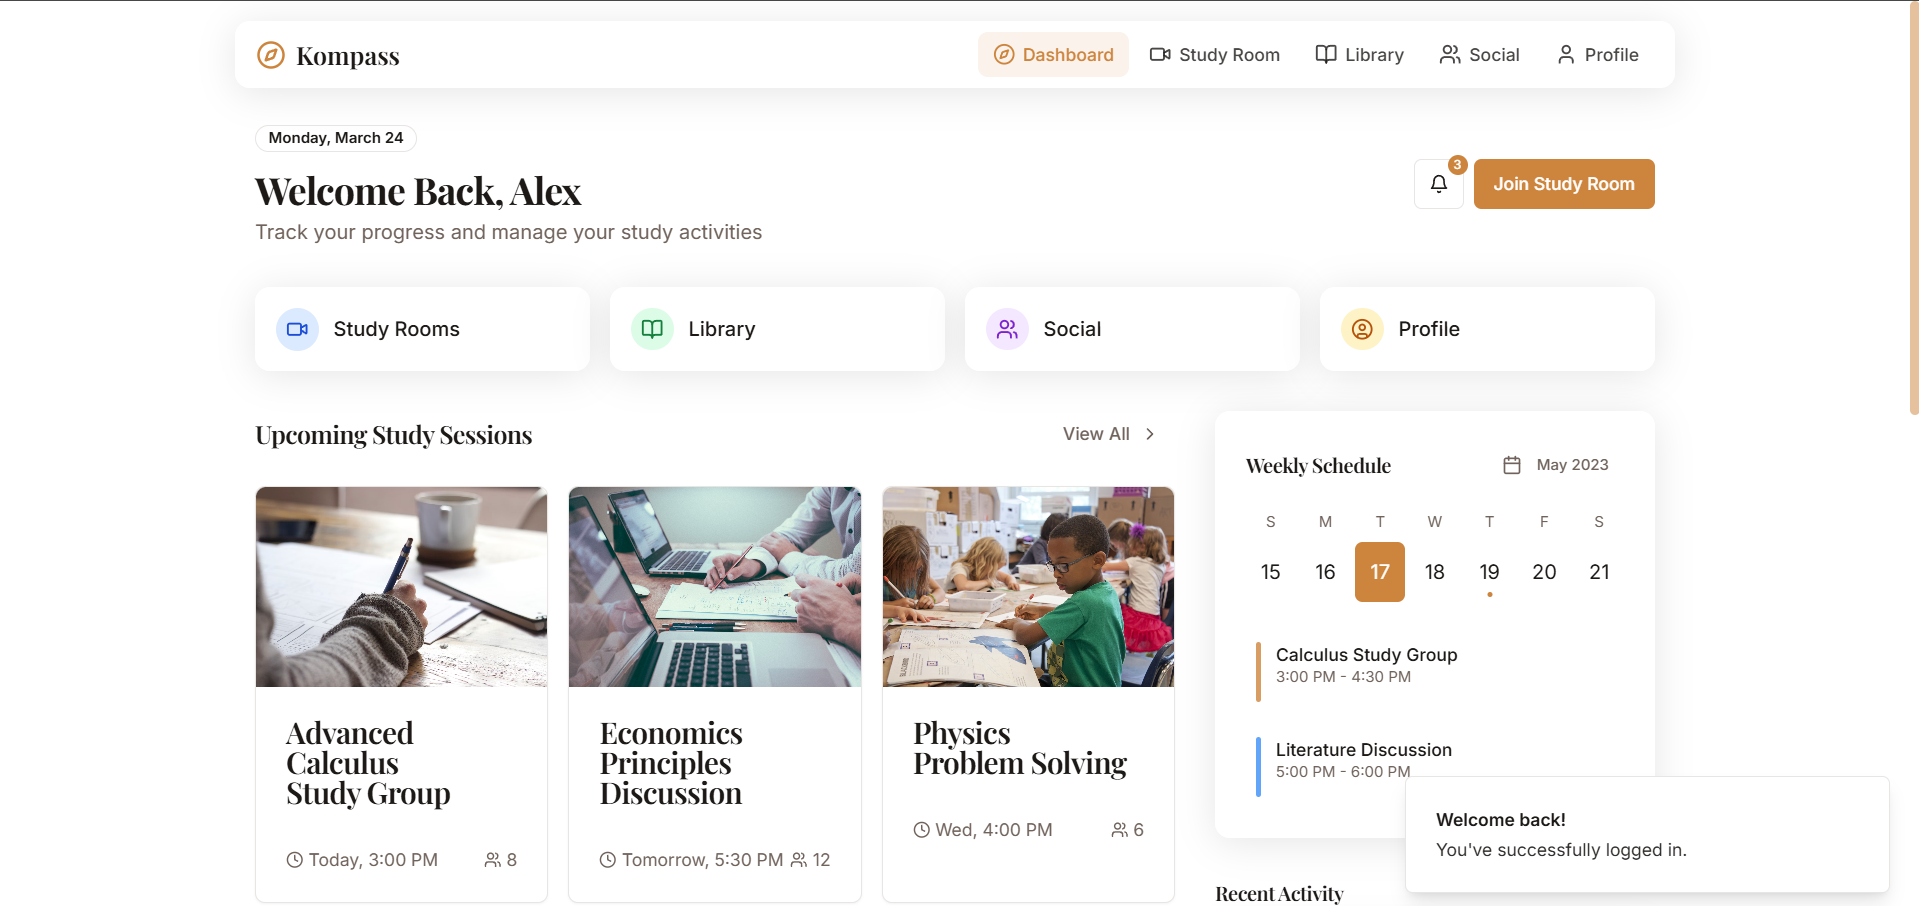 Kompass
Dashboard
Study Room
Library
Social
Profile
Monday, March 24
Welcome Back, Alex
Track your progress and manage your study activities
3
Join Study Room
Study Rooms
Library
Social
Profile
Upcoming Study Sessions
View All
Advanced
Calculus
Study Group
Today, 3:00 PM
8
Economics
Principles
Discussion
Tomorrow, 5:30 PM
12
Physics
Problem Solving
Wed, 4:00 PM
6
Weekly Schedule
May 2023
S M T W T F S
15 16 17 18 19 20 21
Calculus Study Group
3:00 PM - 4:30 PM
Literature Discussion
5:00 PM - 6:00 PM
Recent Activity
Welcome back!
You've successfully logged in.